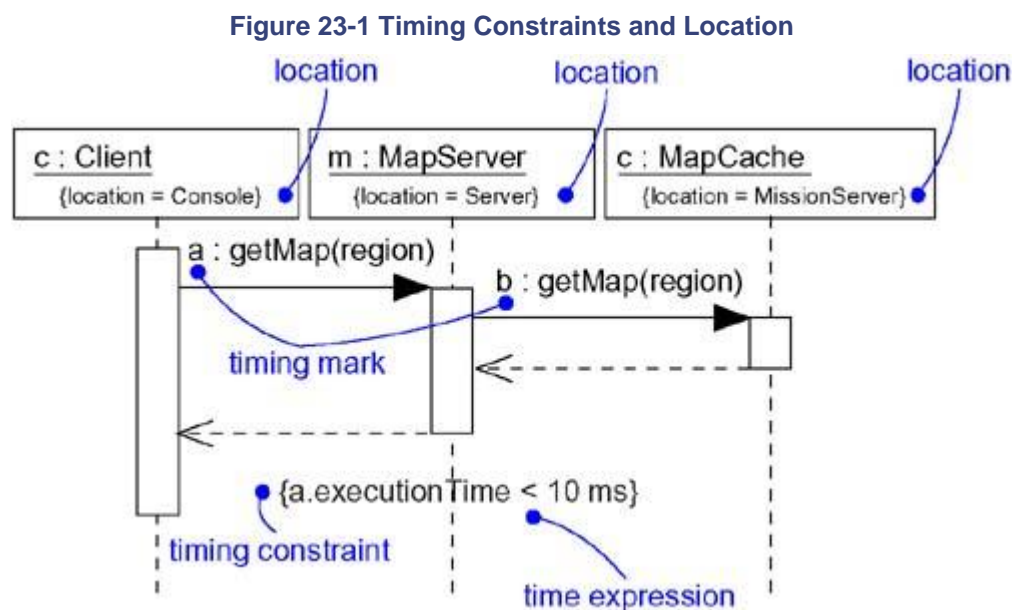 Figure 23-1 Timing Constraints and Location
location
location
location
c : Client
{location = Console}
m : MapServer
{location = Server}
c : MapCache
{location = MissionServer}
a : getMap(region)
b : getMap(region)
timing mark
{a.executionTime < 10 ms}
timing constraint
time expression